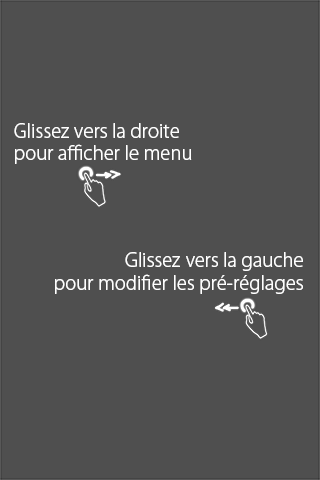 Glissez vers la droite
pour afficher le menu
Glissez vers la gauche
pour modifier les pré-réglages